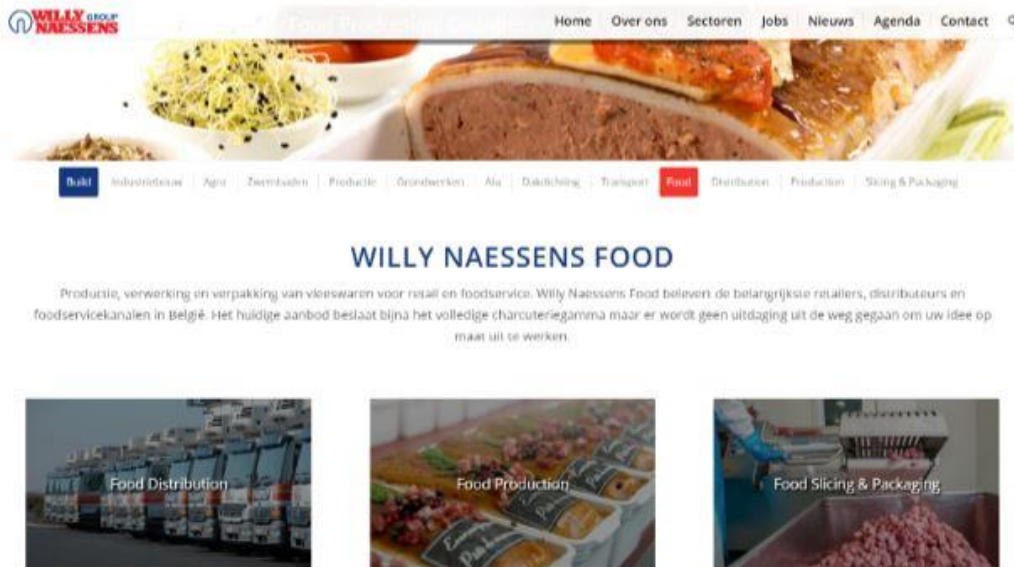 WILLY GROUP
NAESSENS
Home Over ons Sectoren Jobs Nieuws Agenda Contact
Build Industriebouw Agro Zwembaden Productie Grondwerken Alu Dakdichting Transport Food Distribution Production Slicing & Packaging
WILLY NAESSENS FOOD
Productie, verwerking en verpakking van vleeswaren voor retail en foodservice. Willy Naessens Food belevert de belangrijkste retailers, distributeurs en
foodservicekanalen in België. Het huidige aanbod beslaat bijna het volledige charcuteriegamma maar er wordt geen uitdaging uit de weg gegaan om uw idee op
maat uit te werken.
Food Distribution Food Production Food Slicing & Packaging